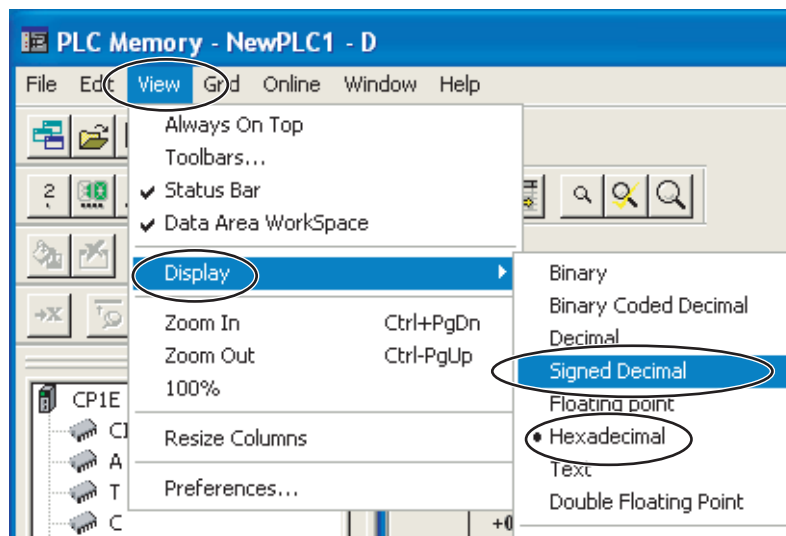 PLC Memory - NewPLC1 - D
File Edit View Grid Online Window Help
Always On Top
Toolbars...
2
Status Bar
Data Area WorkSpace
Display
Binary
Binary Coded Decimal
Zoom In Ctrl+PgDn
Decimal
Zoom Out Ctrl-PgUp
Signed Decimal
100%
CP1E
Floating point
Resize Columns
Hexadecimal
A
Text
Preferences...
T
Double Floating Point
C